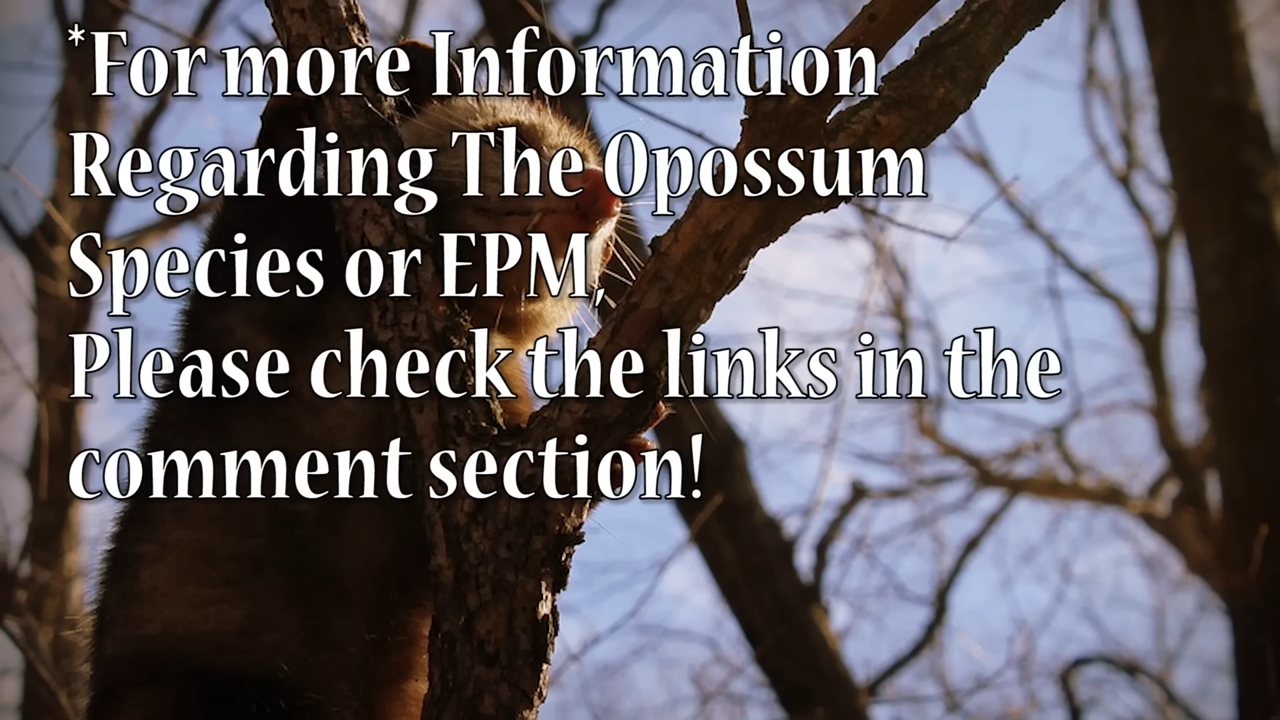 *For more Information
Regarding The Opossum
Species or EPM,
Please check the links in the
comment section!